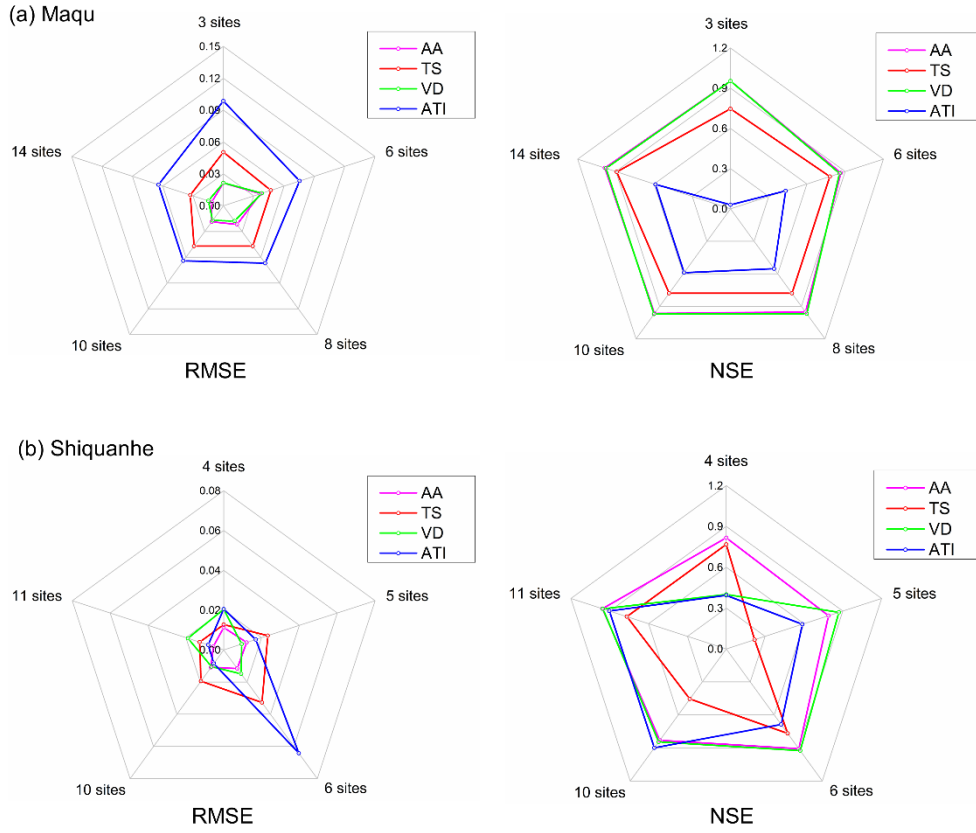 (a) Maqu
3 sites
0.15
0.12
0.09
0.06
0.03
0.00
AA
TS
VD
ATI
14 sites
6 sites
10 sites
8 sites
RMSE
3 sites
1.2
0.9
0.6
0.3
0.0
AA
TS
VD
ATI
14 sites
6 sites
10 sites
8 sites
NSE
(b) Shiquanhe
4 sites
0.08
0.06
0.04
0.02
0.00
AA
TS
VD
ATI
11 sites
5 sites
10 sites
6 sites
RMSE
4 sites
1.2
0.9
0.6
0.3
0.0
AA
TS
VD
ATI
11 sites
5 sites
10 sites
6 sites
NSE